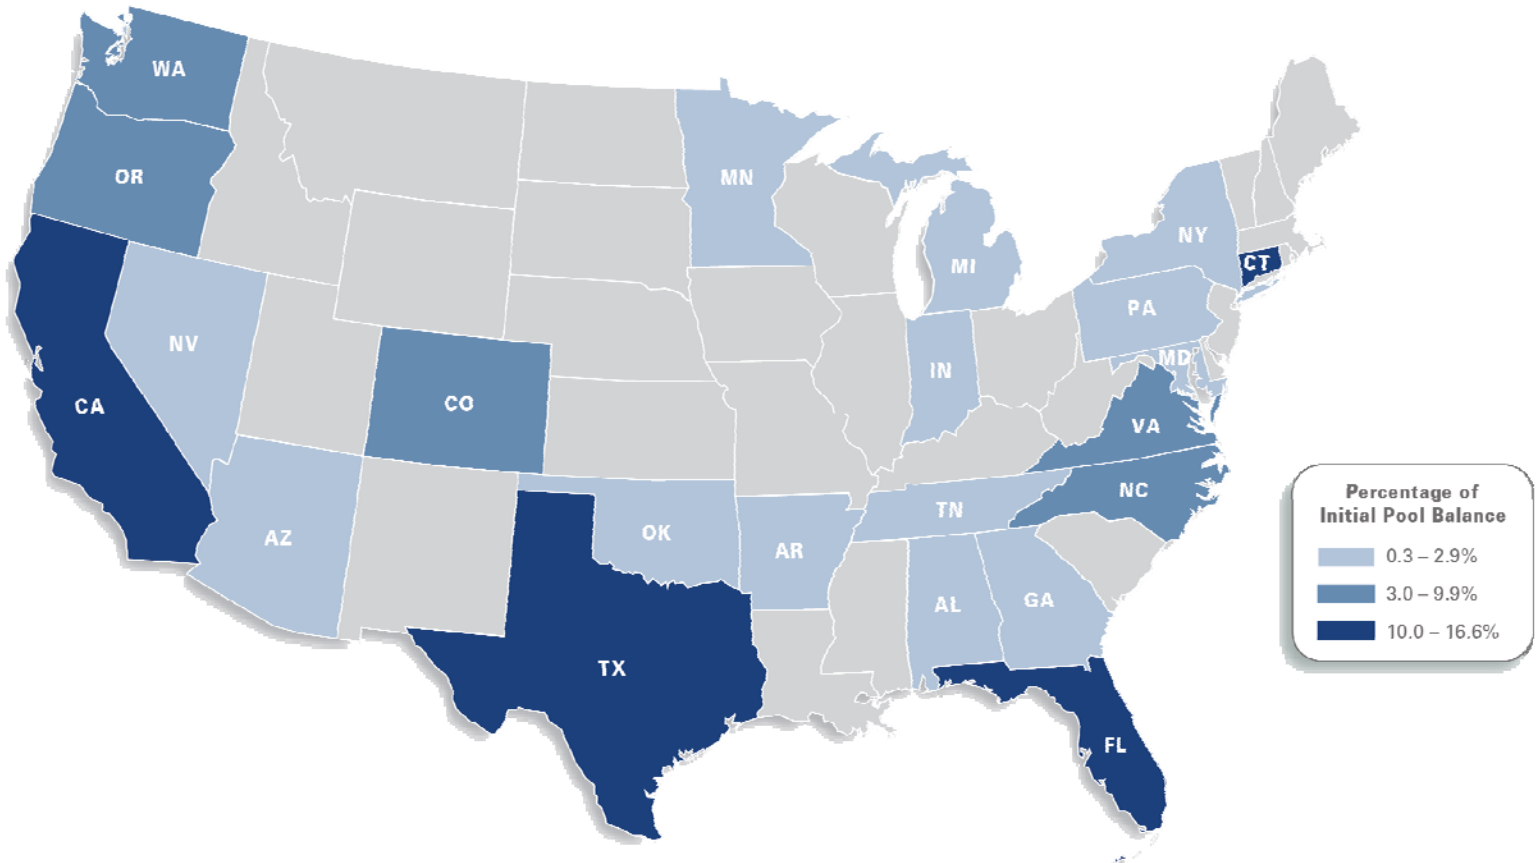 WA
OR
MN
NY
CT
MI
PA
NV
MD
IN
CA
CO
VA
NC
TN
AZ
OK
AR
AL
GA
TX
FL
Percentage of
Initial Pool Balance
0.3 – 2.9%
3.0 – 9.9%
10.0 – 16.6%